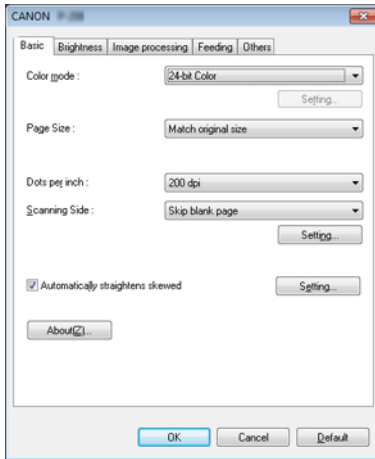 CANON
Basic Brightness Image processing Feeding Others
Color mode : 24-bit Color
Setting...
Page Size : Match original size
Dots per inch : 200 dpi
Scanning Side : Skip blank page
Setting...
Automatically straightens skewed Setting...
About(Z)...
OK Cancel Default